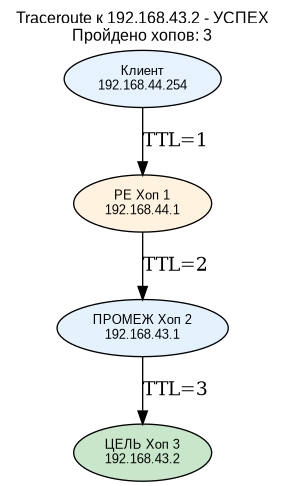 Traceroute к 192.168.43.2 - УСПЕХ
Пройдено хопов: 3
Клиент
192.168.44.254
TTL=1
PE Хоп 1
192.168.44.1
TTL=2
ПРОМЕЖ Хоп 2
192.168.43.1
TTL=3
ЦЕЛЬ Хоп 3
192.168.43.2